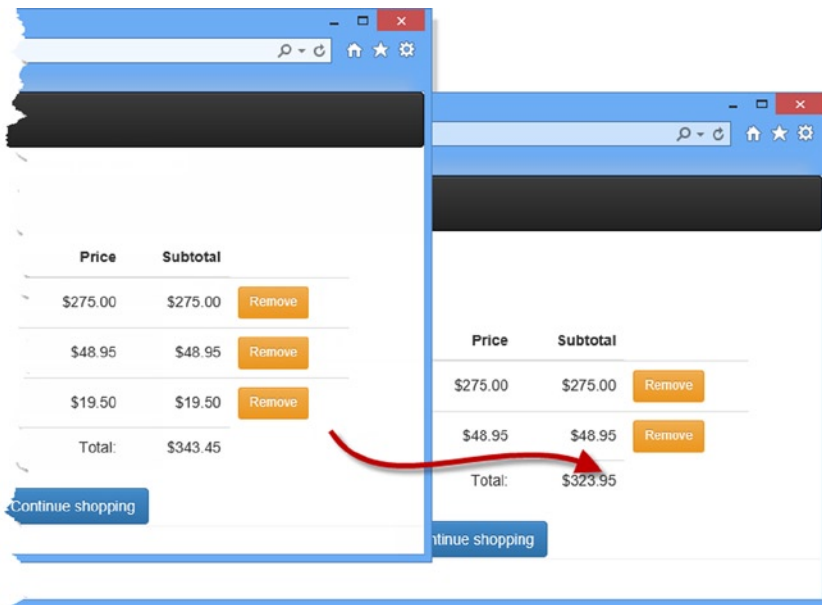 Price Subtotal
$275.00 $275.00 Remove
$48.95 $48.95 Remove
$19.50 $19.50 Remove
Total: $343.45
Continue shopping
Price Subtotal
$275.00 $275.00 Remove
$48.95 $48.95 Remove
Total: $323.95
ntinue shopping